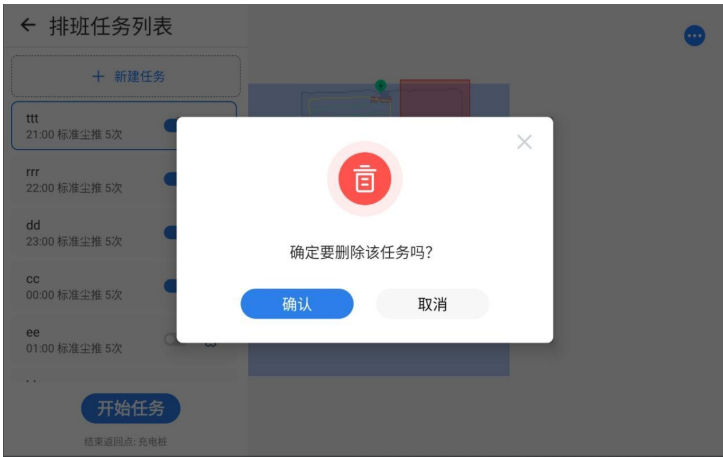 排班任务列表
新建任务
ttt
21:00 标准尘推 5次
rrr
22:00 标准尘推 5次
dd
23:00 标准尘推 5次
cc
00:00 标准尘推 5次
ee
01:00 标准尘推 5次
开始任务
结束返回点: 充电桩
确定要删除该任务吗?
确认
取消